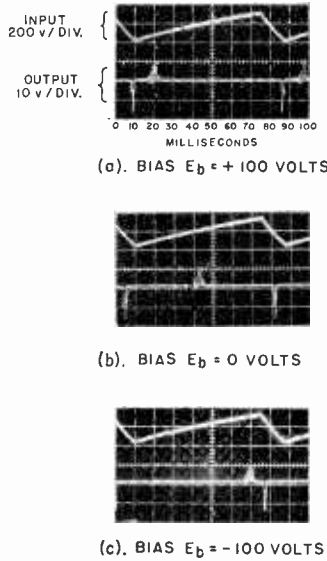 INPUT
200 v/DIV.
OUTPUT
10 v/DIV.
0 10 20 30 40 50 60 70 80 90 100
MILLISECONDS
(a). BIAS Eb = + 100 VOLTS
(b). BIAS Eb = 0 VOLTS
(c). BIAS Eb = -100 VOLTS